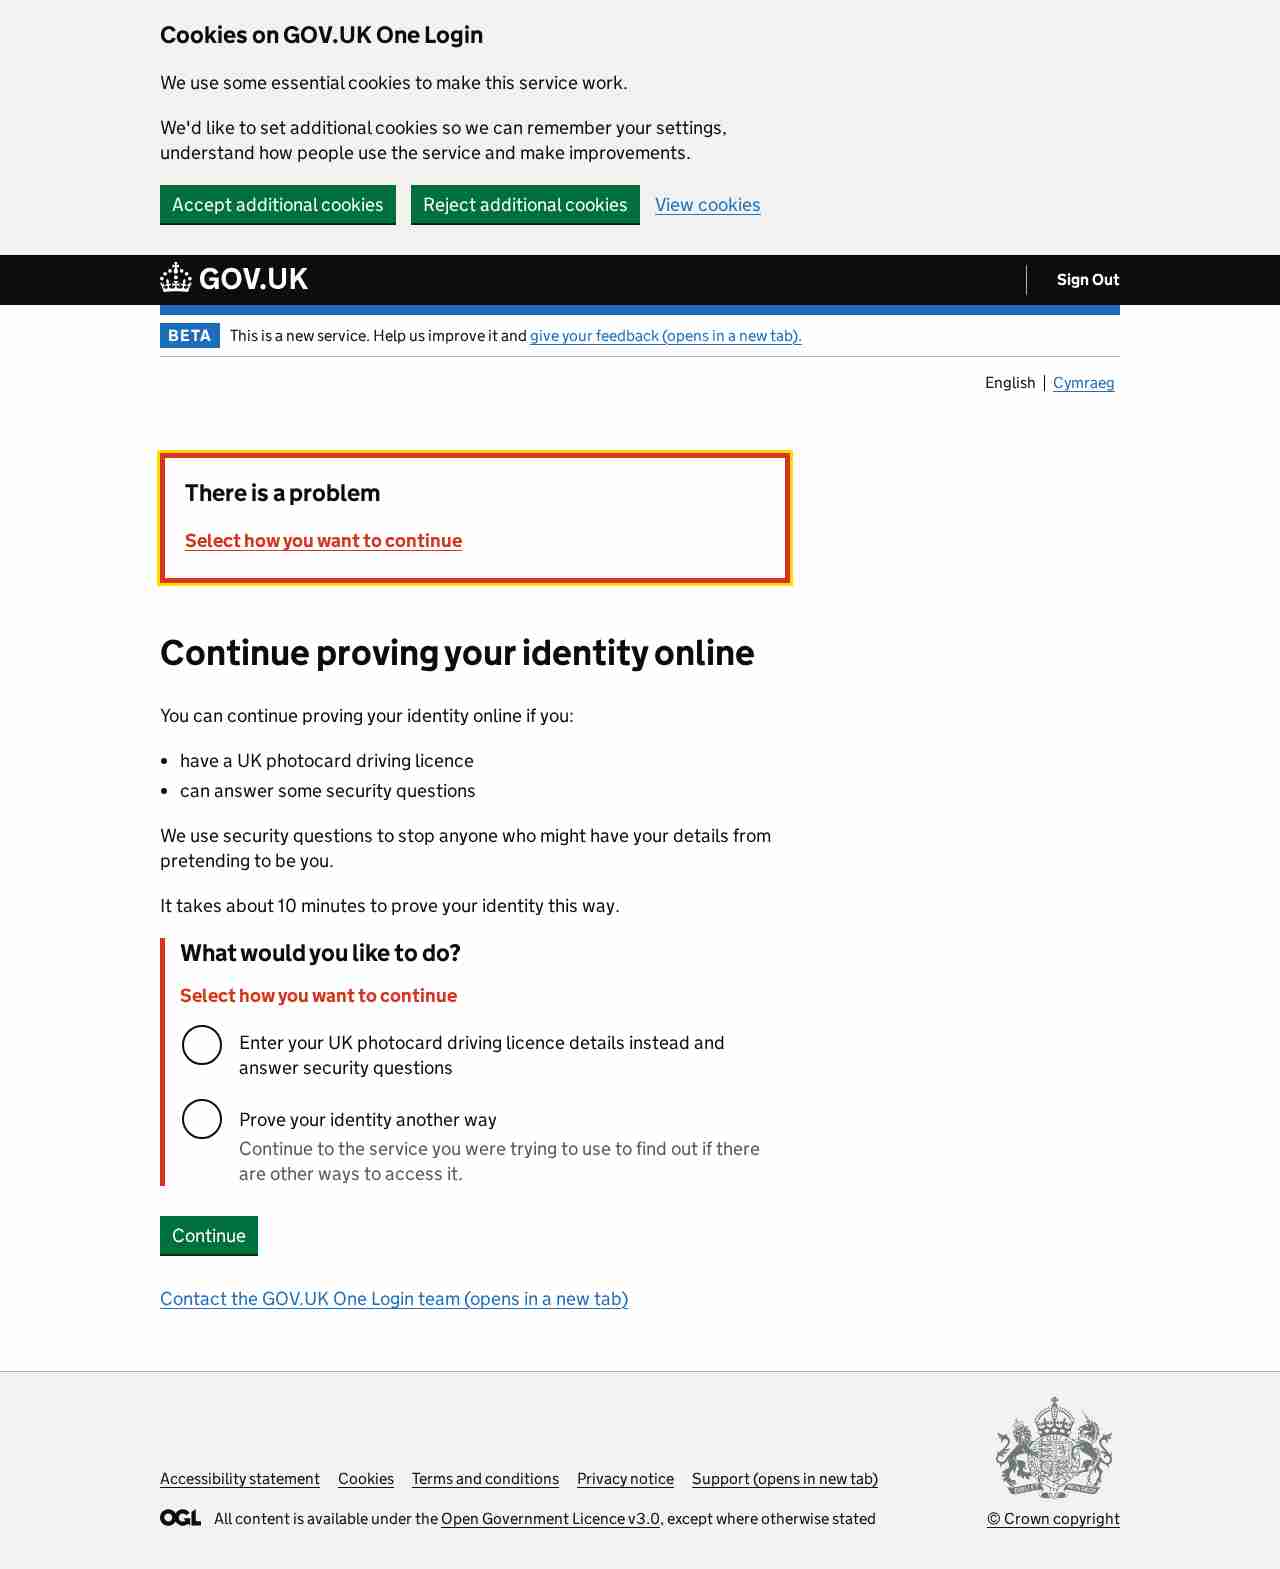 Cookies on GOV.UK One Login
We use some essential cookies to make this service work.
We'd like to set additional cookies so we can remember your settings,
understand how people use the service and make improvements.
Accept additional cookies
Reject additional cookies
View cookies
GOV.UK
Sign Out
BETA
This is a new service. Help us improve it and give your feedback (opens in a new tab).
English
Cymraeg
There is a problem
Select how you want to continue
Continue proving your identity online
You can continue proving your identity online if you:
• have a UK photocard driving licence
• can answer some security questions
We use security questions to stop anyone who might have your details from
pretending to be you.
It takes about 10 minutes to prove your identity this way.
What would you like to do?
Select how you want to continue
Enter your UK photocard driving licence details instead and
answer security questions
Prove your identity another way
Continue to the service you were trying to use to find out if there
are other ways to access it.
Continue
Contact the GOV.UK One Login team (opens in a new tab)
Accessibility statement
Cookies
Terms and conditions
Privacy notice
Support (opens in new tab)
OGL
All content is available under the Open Government Licence v3.0, except where otherwise stated
© Crown copyright